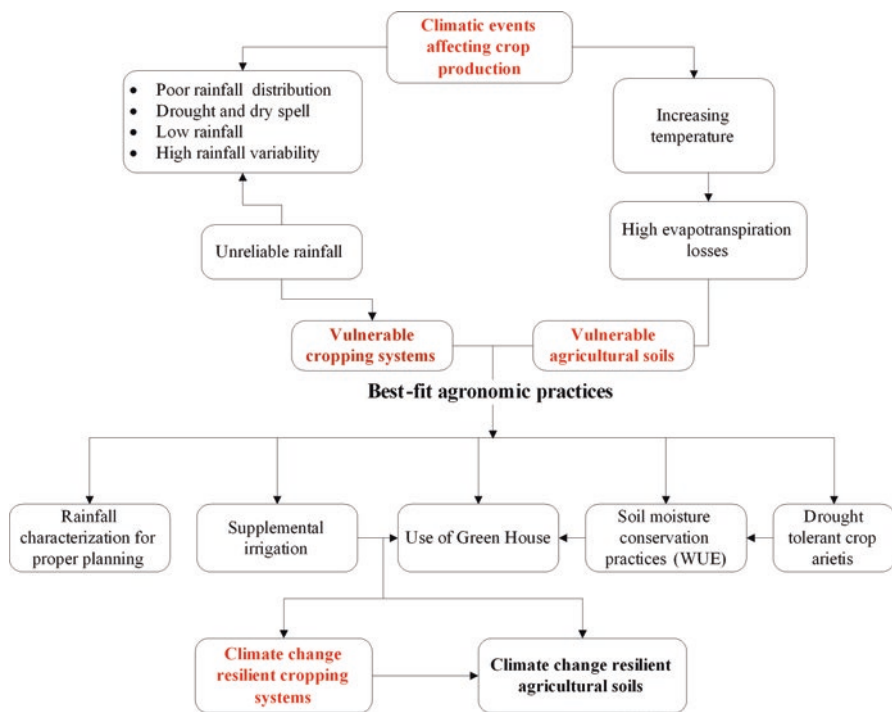 Climatic events
affecting crop
production
• Poor rainfall distribution
• Drought and dry spell
• Low rainfall
• High rainfall variability
Increasing
temperature
Unreliable rainfall
High evapotranspiration
losses
Vulnerable
cropping systems
Vulnerable
agricultural soils
Best-fit agronomic practices
Rainfall
characterization for
proper planning
Supplemental
irrigation
Use of Green House
Soil moisture
conservation
practices (WUE)
Drought
tolerant crop
arietis
Climate change
resilient cropping
systems
Climate change resilient
agricultural soils